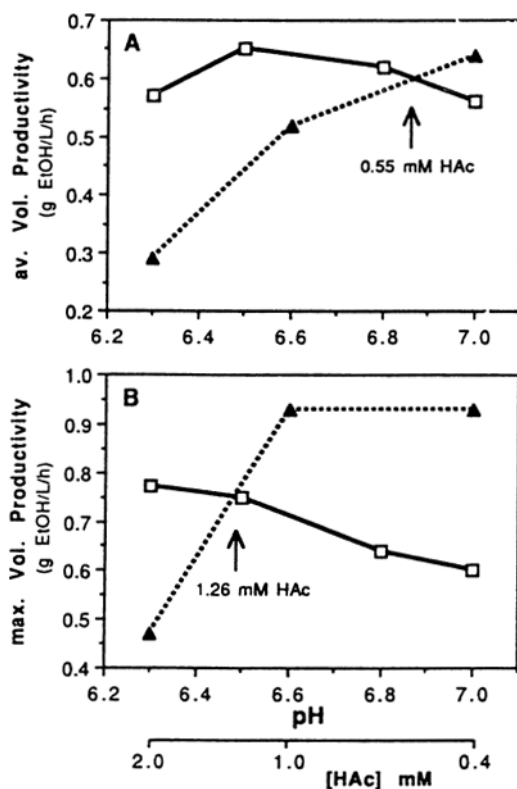 A
av. Vol. Productivity
(g EtOH/L/h)
0.7
0.6
0.5
0.4
0.3
0.2
0.55 mM HAc
6.2 6.4 6.6 6.8 7.0
B
max. Vol. Productivity
(g EtOH/L/h)
1.0
0.9
0.8
0.7
0.6
0.5
0.4
1.26 mM HAc
6.2 6.4 6.6 6.8 7.0
pH
2.0 1.0 0.4
[HAc] mM